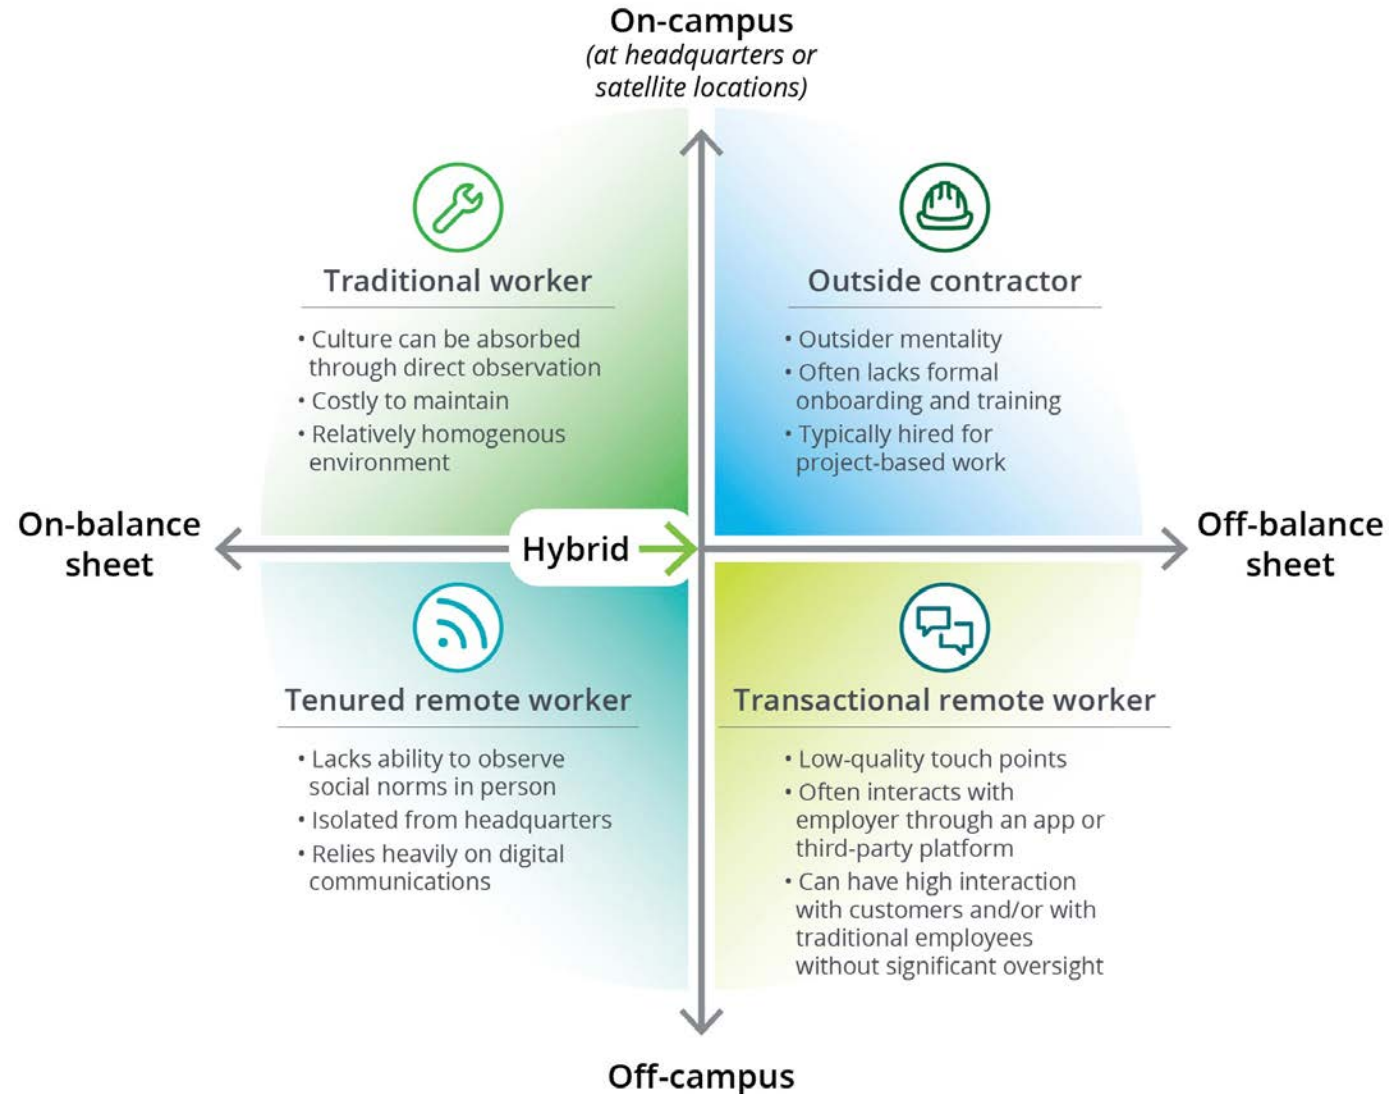 On-campus
(at headquarters or
satellite locations)
Traditional worker
• Culture can be absorbed
through direct observation
• Costly to maintain
• Relatively homogenous
environment
Outside contractor
• Outsider mentality
• Often lacks formal
onboarding and training
• Typically hired for
project-based work
On-balance
sheet
Hybrid
Off-balance
sheet
Tenured remote worker
• Lacks ability to observe
social norms in person
• Isolated from headquarters
• Relies heavily on digital
communications
Transactional remote worker
• Low-quality touch points
• Often interacts with
employer through an app or
third-party platform
• Can have high interaction
with customers and/or with
traditional employees
without significant oversight
Off-campus